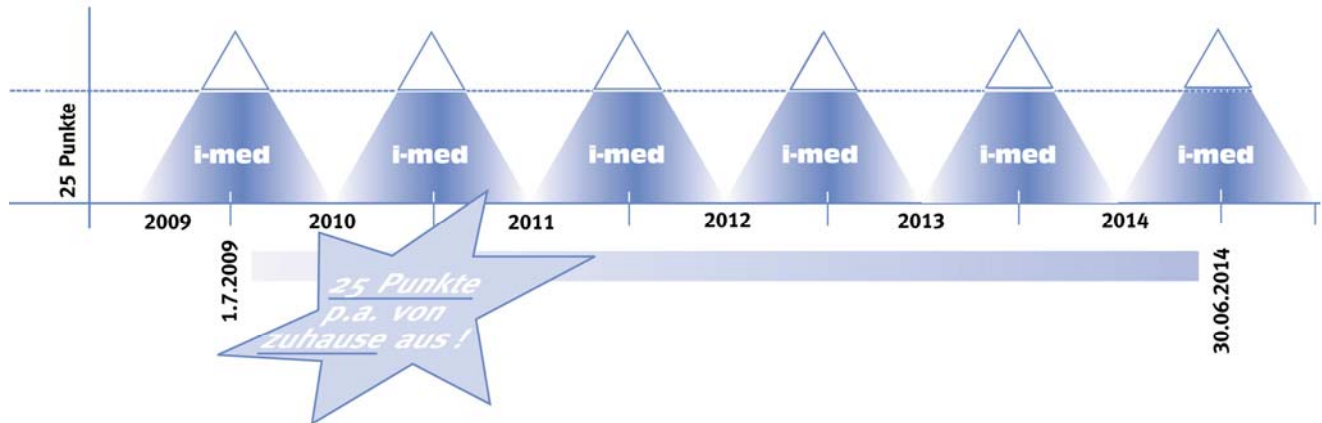 25 Punkte
i-med i-med i-med i-med i-med i-med
2009 2010 2011 2012 2013 2014
1.7.2009
30.06.2014
25 Punkte
p.a. von
zuhause aus !